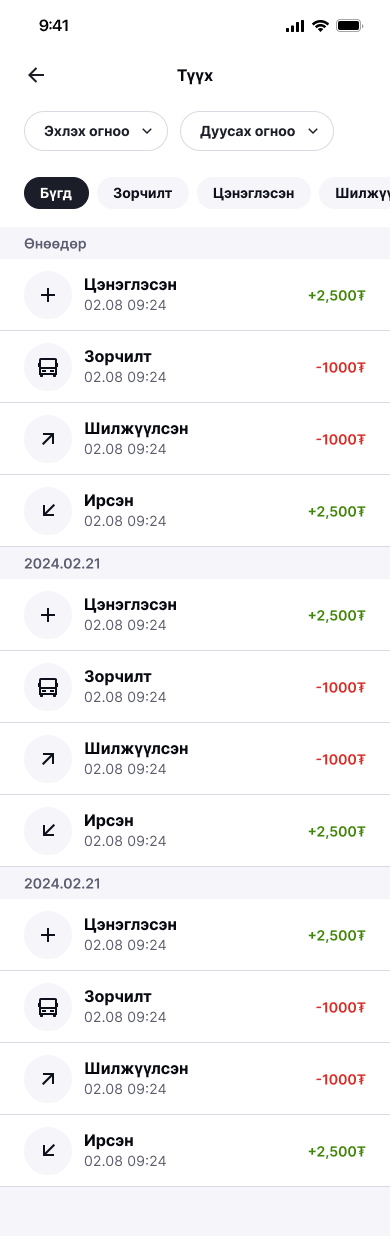 9:41
Түүх
Эхлэх огноо
Дуусах огноо
Бүгд
Зорчилт
Цэнэглэсэн
Шилжүү
Өнөөдөр
Цэнэглэсэн
02.08 09:24
+2,500₮
Зорчилт
02.08 09:24
-1000₮
Шилжүүлсэн
02.08 09:24
-1000₮
Ирсэн
02.08 09:24
+2,500₮
2024.02.21
Цэнэглэсэн
02.08 09:24
+2,500₮
Зорчилт
02.08 09:24
-1000₮
Шилжүүлсэн
02.08 09:24
-1000₮
Ирсэн
02.08 09:24
+2,500₮
2024.02.21
Цэнэглэсэн
02.08 09:24
+2,500₮
Зорчилт
02.08 09:24
-1000₮
Шилжүүлсэн
02.08 09:24
-1000₮
Ирсэн
02.08 09:24
+2,500₮